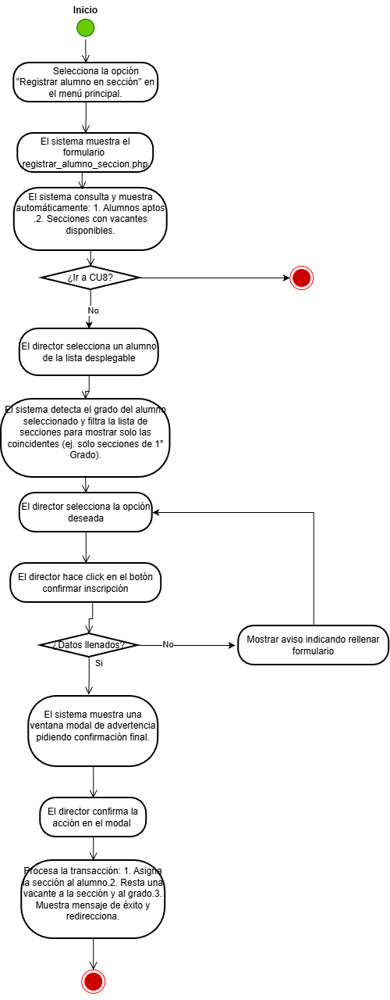 Inicio
Selecciona la opción
"Registrar alumno en sección" en
el menú principal.
El sistema muestra el
formulario
registrar_alumno_seccion.php
El sistema consulta y muestra
automáticamente: 1. Alumnos aptos
.2. Secciones con vacantes
disponibles.
¿Ir a CU8?
No
El director selecciona un alumno
de la lista desplegable
El sistema detecta el grado del alumno
seleccionado y filtra la lista de
secciones para mostrar solo las
coincidentes (ej. solo secciones de 1°
Grado).
El director selecciona la opción
deseada
El director hace click en el botón
confirmar inscripción
¿Datos llenados?
No
Mostrar aviso indicando rellenar
formulario
Si
El sistema muestra una
ventana modal de advertencia
pidiendo confirmación final.
El director confirma la
acción en el modal
Procesa la transacción: 1. Asigna
la sección al alumno.2. Resta una
vacante a la sección y al grado.3.
Muestra mensaje de éxito y
redirecciona.